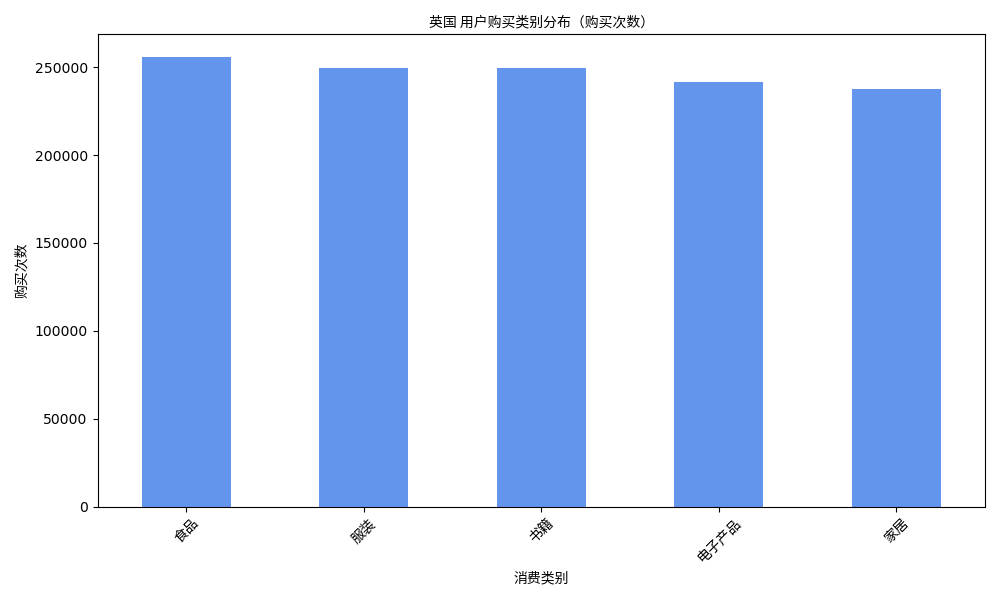 英国 用户购买类别分布（购买次数）
购买次数
250000
200000
150000
100000
50000
0
食品
服装
书籍
电子产品
家居
消费类别